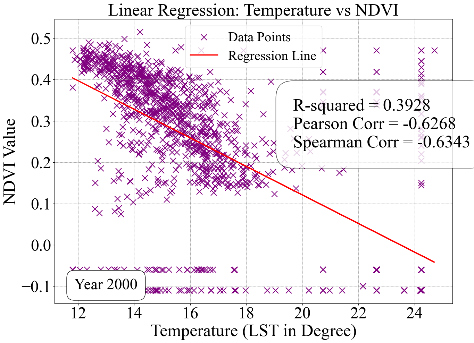 Linear Regression: Temperature vs NDVI
Data Points
Regression Line
R-squared = 0.3928
Pearson Corr = -0.6268
Spearman Corr = -0.6343
NDVI Value
0.5
0.4
0.3
0.2
0.1
0.0
−0.1
Year 2000
12 14 16 18 20 22 24
Temperature (LST in Degree)